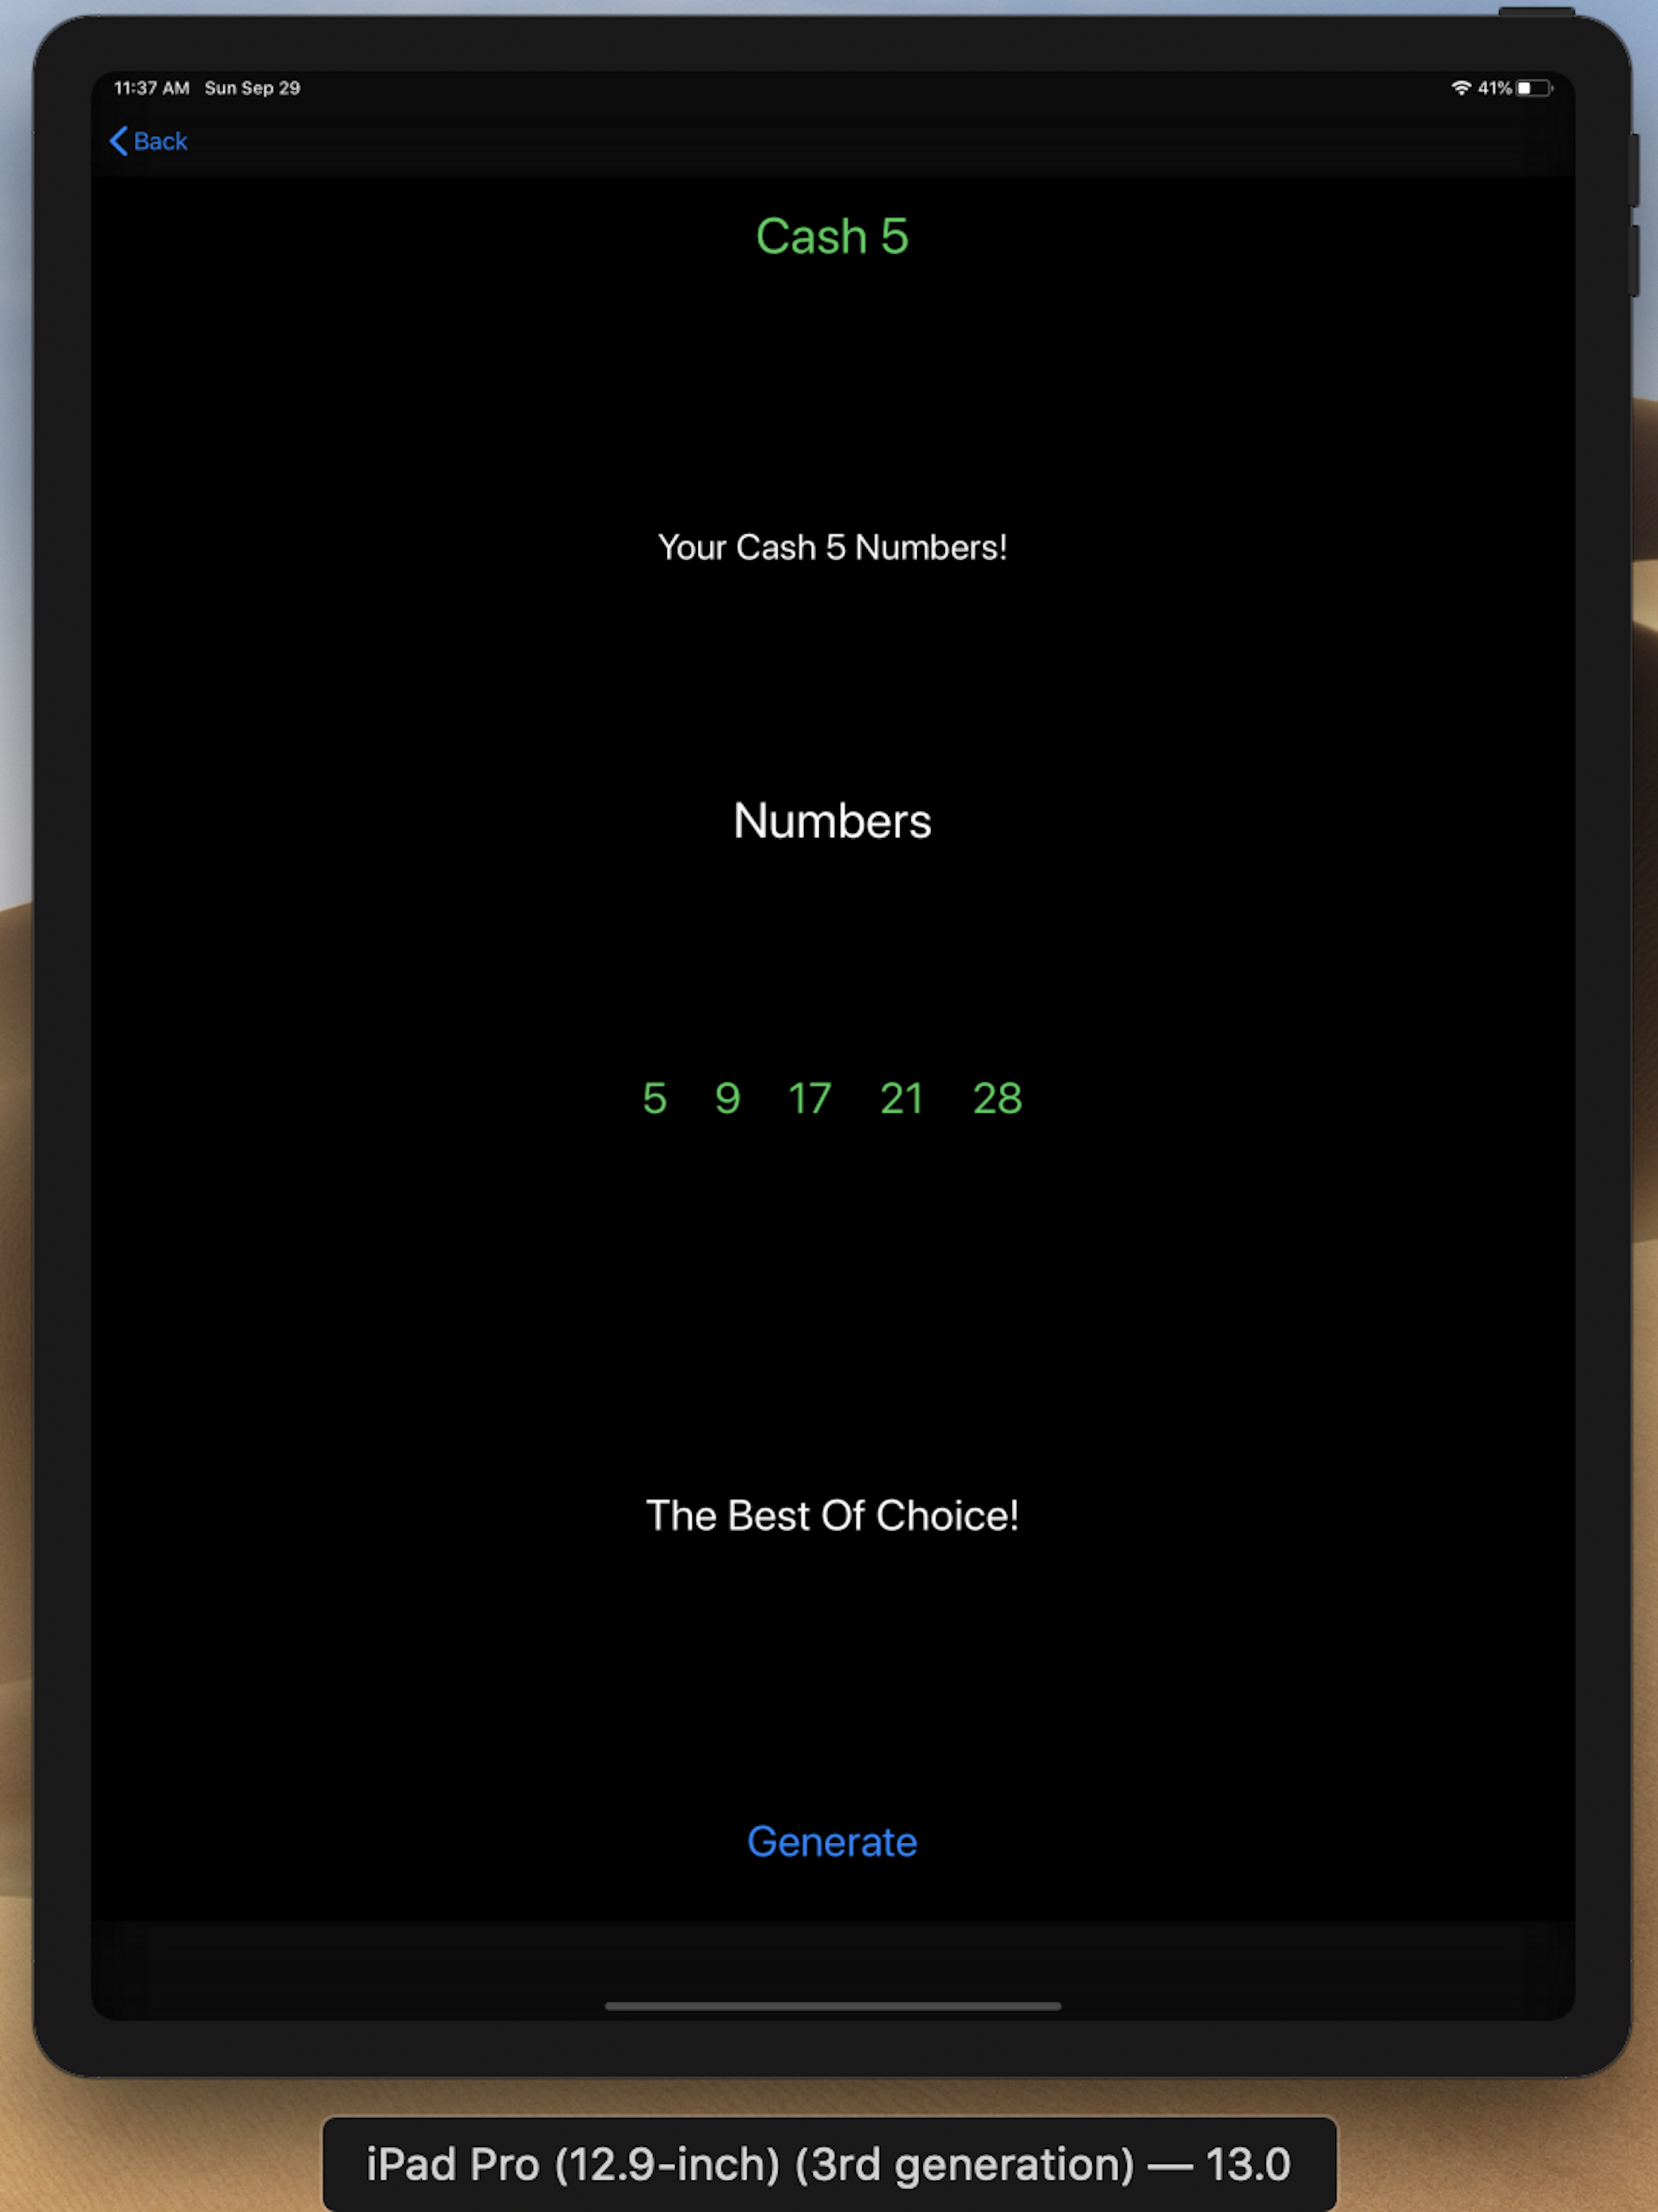 11:37 AM Sun Sep 29 41%
Back
Cash 5
Your Cash 5 Numbers!
Numbers
5 9 17 21 28
The Best Of Choice!
Generate
iPad Pro (12.9-inch) (3rd generation) — 13.0